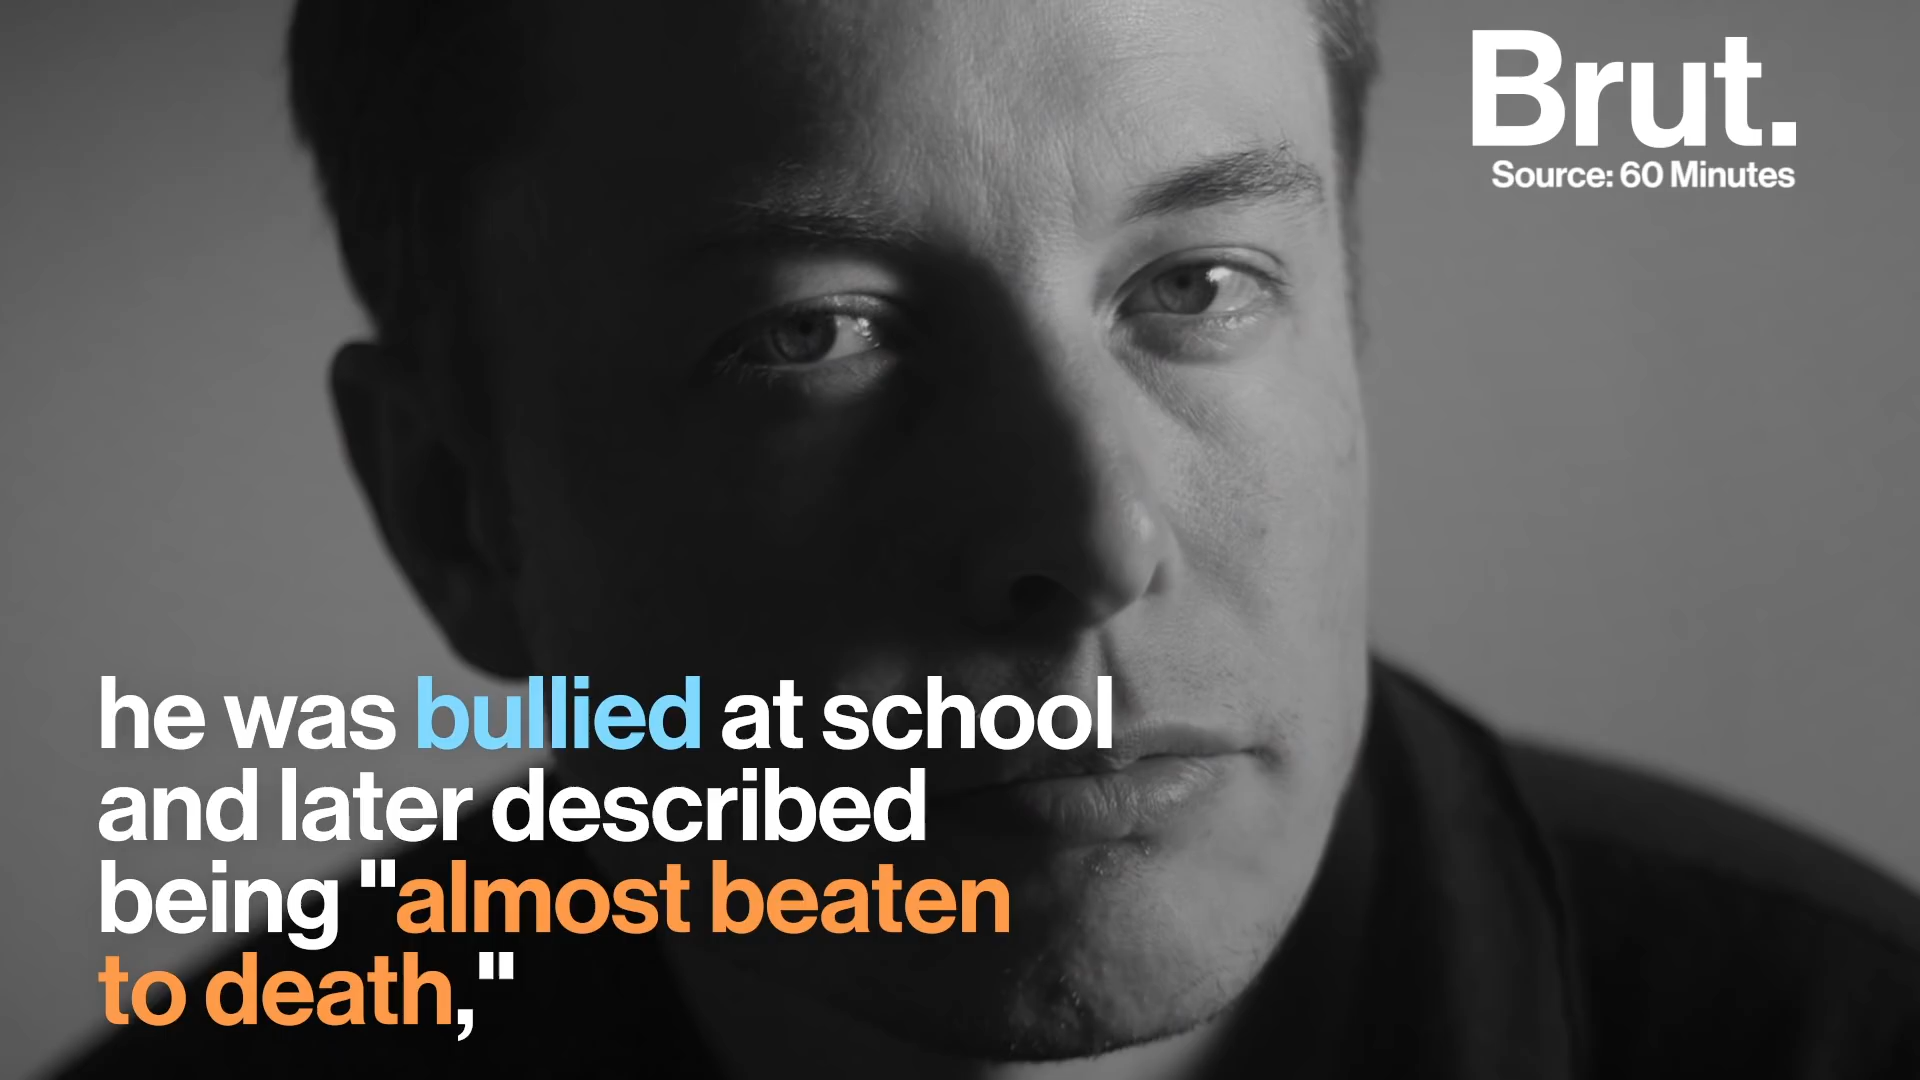 Brut.
Source: 60 Minutes
he was bullied at school
and later described
being "almost beaten
to death,"